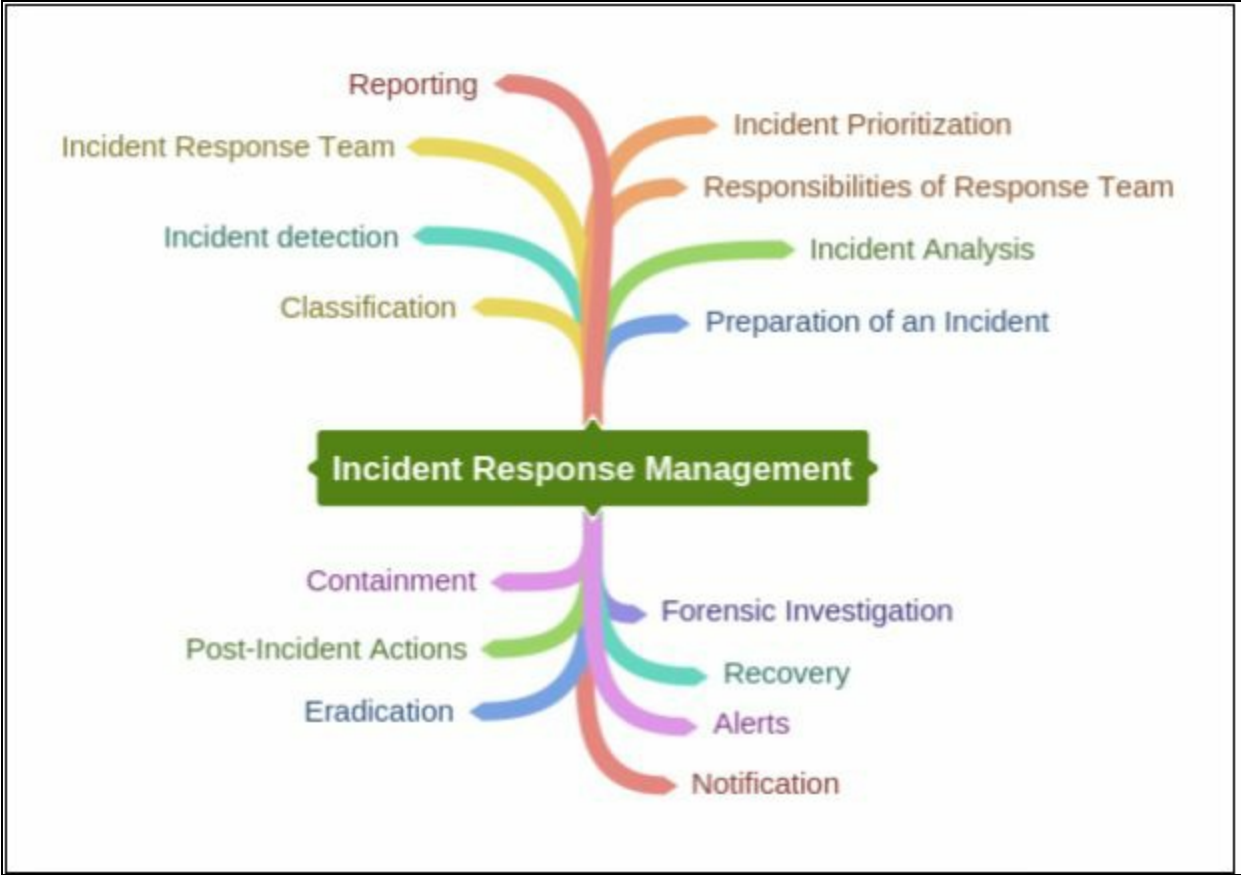 Reporting
Incident Prioritization
Incident Response Team
Responsibilities of Response Team
Incident detection
Incident Analysis
Classification
Preparation of an Incident
Incident Response Management
Containment
Forensic Investigation
Post-Incident Actions
Recovery
Eradication
Alerts
Notification